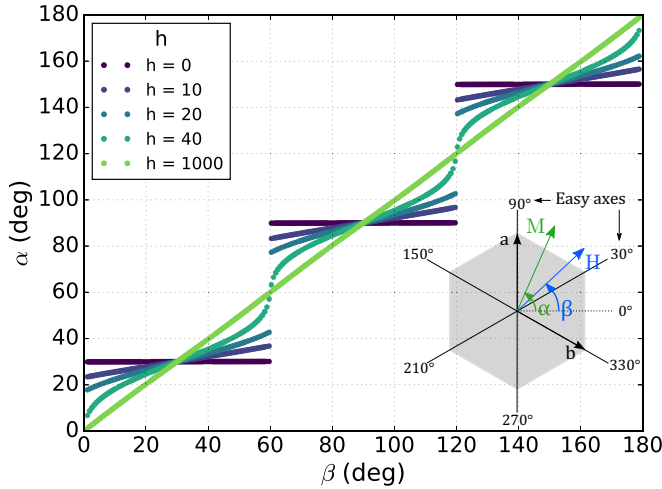 180
160
140
120
100
80
60
40
20
0
α (deg)
h
h = 0
h = 10
h = 20
h = 40
h = 1000
90°
Easy axes
a
M
150°
H
30°
α
β
0°
b
210°
330°
270°
0 20 40 60 80 100 120 140 160 180
β (deg)